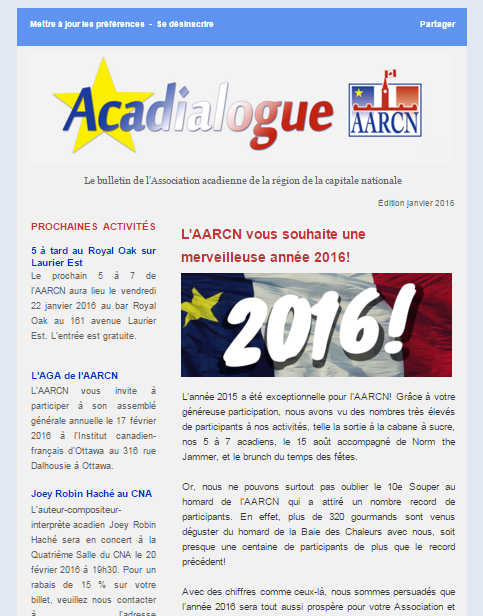 Mettre à jour les préférences - Se désinscrire
Partager
Acadialogue
AARCN
Le bulletin de l'Association acadienne de la région de la capitale nationale
Édition janvier 2016
PROCHAINES ACTIVITÉS
5 à tard au Royal Oak sur
Laurier Est
Le prochain 5 à 7 de
l'AARCN aura lieu le vendredi
22 janvier 2016 au bar Royal
Oak au 161 avenue Laurier
Est. L'entrée est gratuite.
L'AGA de l'AARCN
L'AARCN vous invite à
participer à son assemblé
générale annuelle le 17 février
2016 à l'Institut canadien-
français d'Ottawa au 316 rue
Dalhousie à Ottawa.
Joey Robin Haché au CNA
L'auteur-compositeur-
interprète acadien Joey Robin
Haché sera en concert à la
Quatrième Salle du CNA le 20
février 2016 à 19h30. Pour un
rabais de 15 % sur votre
billet, veuillez nous contacter
à l'adresse
L'AARCN vous souhaite une
merveilleuse année 2016!
2016!
L'année 2015 a été exceptionnelle pour l'AARCN! Grâce à votre
généreuse participation, nous avons vu des nombres très élevés
de participants à nos activités, telle la sortie à la cabane à sucre,
nos 5 à 7 acadiens, le 15 août accompagné de Norm the
Jammer, et le brunch du temps des fêtes.
Or, nous ne pouvons surtout pas oublier le 10e Souper au
homard de l'AARCN qui a attiré un nombre record de
participants. En effet, plus de 320 gourmands sont venus
déguster du homard de la Baie des Chaleurs avec nous, soit
presque une centaine de participants de plus que le record
précédent!
Avec des chiffres comme ceux-là, nous sommes persuadés que
l'année 2016 sera tout aussi prospère pour votre Association et